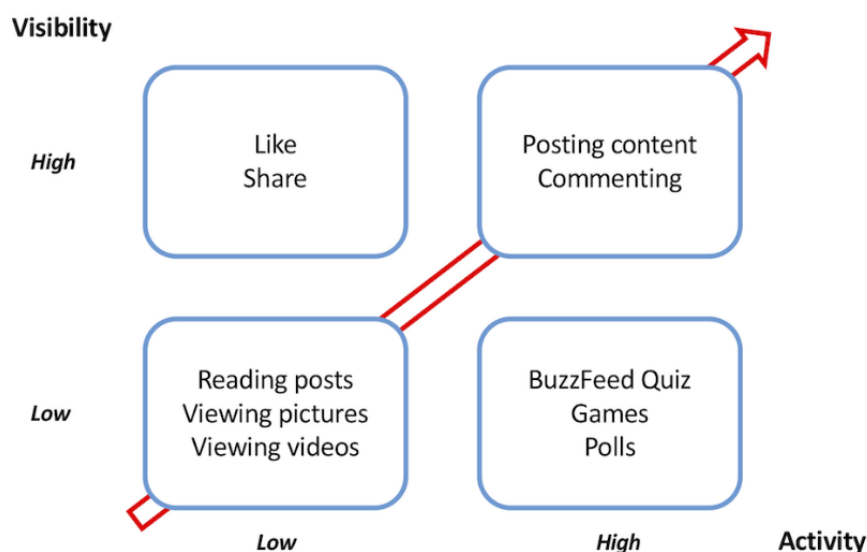 Visibility
High
Like
Share
Posting content
Commenting
Low
Reading posts
Viewing pictures
Viewing videos
BuzzFeed Quiz
Games
Polls
Low
High
Activity